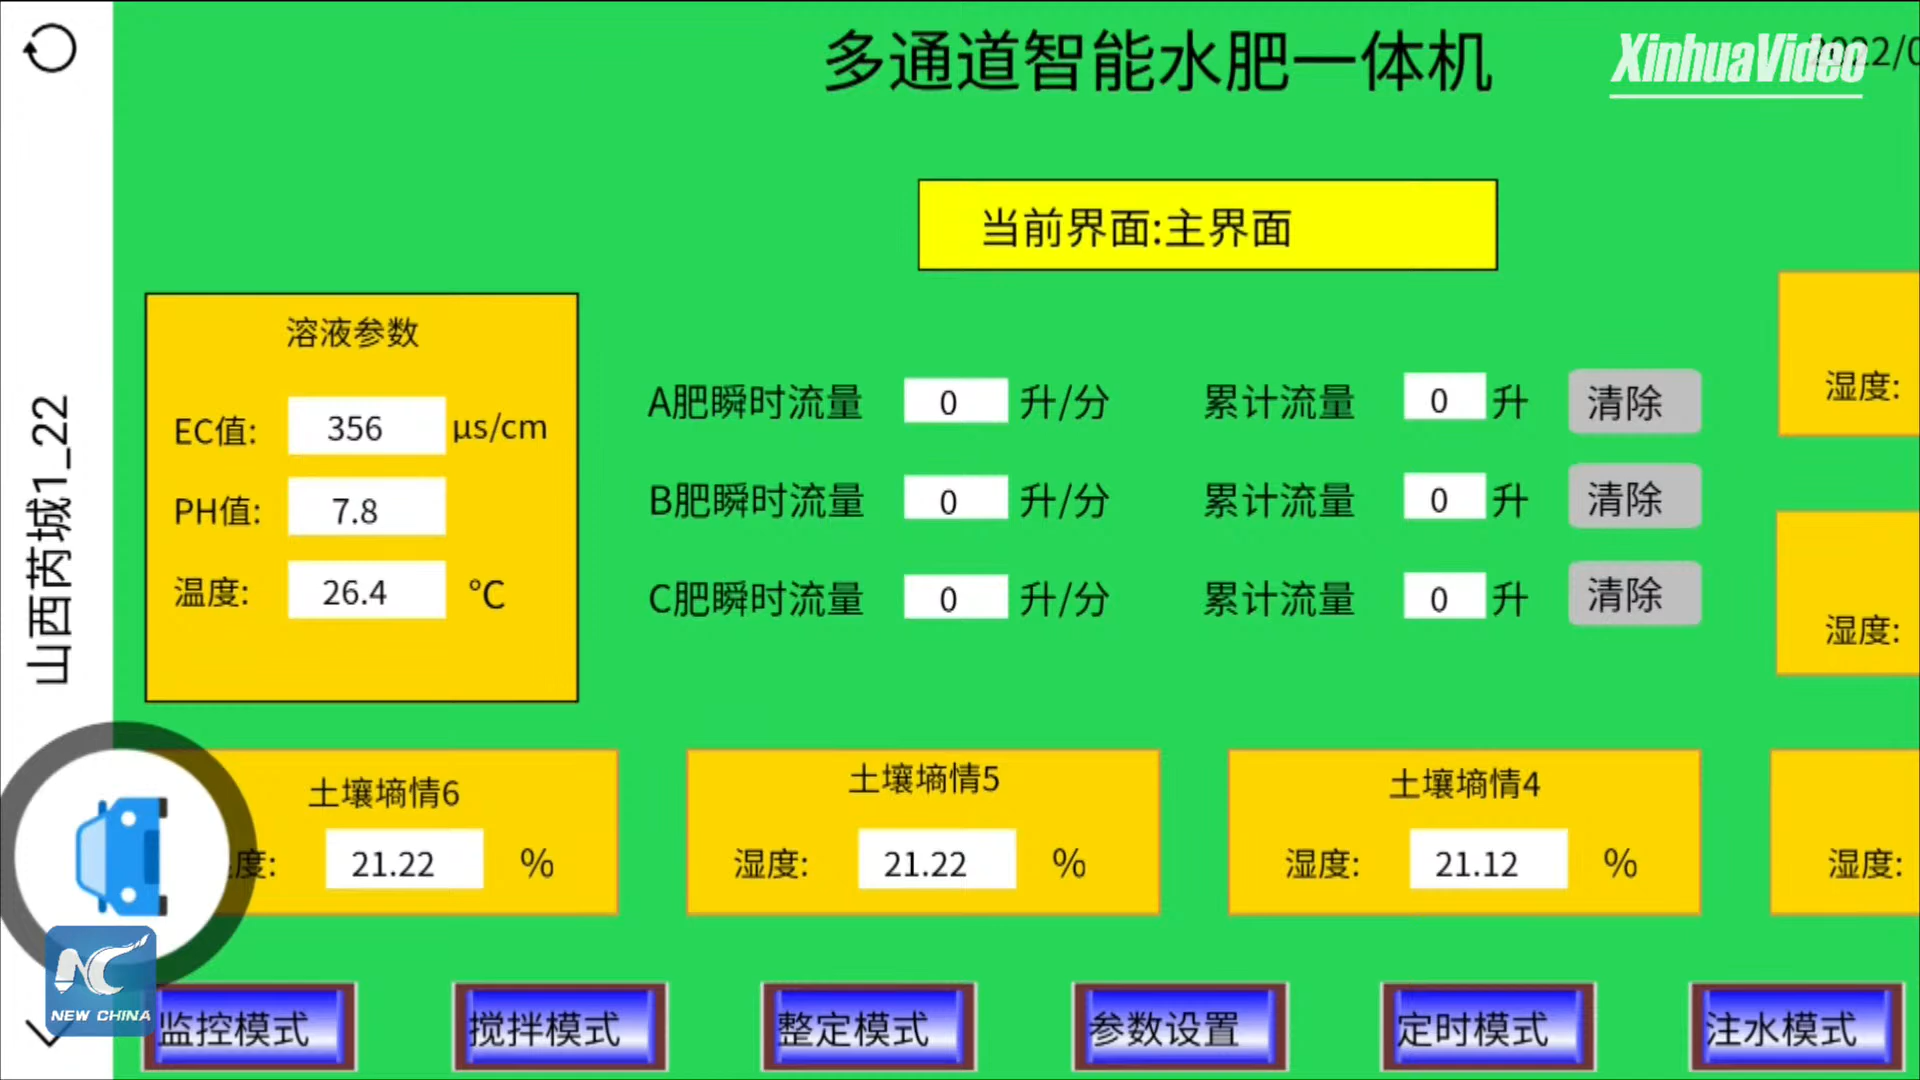 多通道智能水肥一体机
XinhuaVideo
2022/0
当前界面:主界面
溶液参数
EC值: 356 μs/cm
PH值: 7.8
温度: 26.4 ℃
A肥瞬时流量 0 升/分 累计流量 0 升 清除
B肥瞬时流量 0 升/分 累计流量 0 升 清除
C肥瞬时流量 0 升/分 累计流量 0 升 清除
湿度:
湿度:
山西芮城1_22
土壤墒情6
度: 21.22 %
土壤墒情5
湿度: 21.22 %
土壤墒情4
湿度: 21.12 %
湿度:
NEW CHINA
监控模式
搅拌模式
整定模式
参数设置
定时模式
注水模式